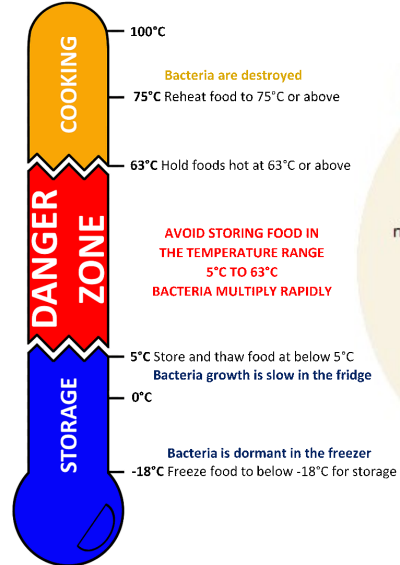 100°C
COOKING
Bacteria are destroyed
75°C Reheat food to 75°C or above
63°C Hold foods hot at 63°C or above
DANGER
ZONE
AVOID STORING FOOD IN
THE TEMPERATURE RANGE
5°C TO 63°C
BACTERIA MULTIPLY RAPIDLY
5°C Store and thaw food at below 5°C
Bacteria growth is slow in the fridge
STORAGE
0°C
Bacteria is dormant in the freezer
-18°C Freeze food to below -18°C for storage